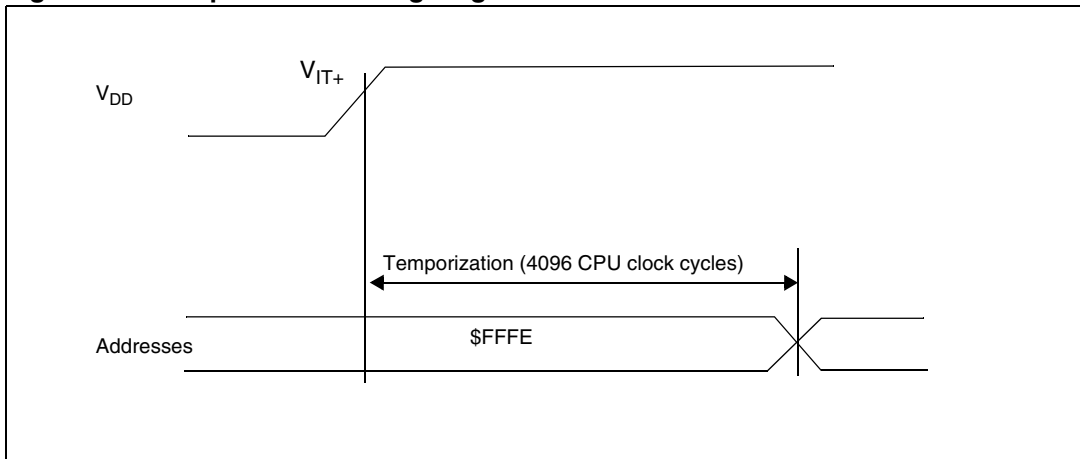 V_IT+
V_DD
Temporization (4096 CPU clock cycles)
$FFFE
Addresses